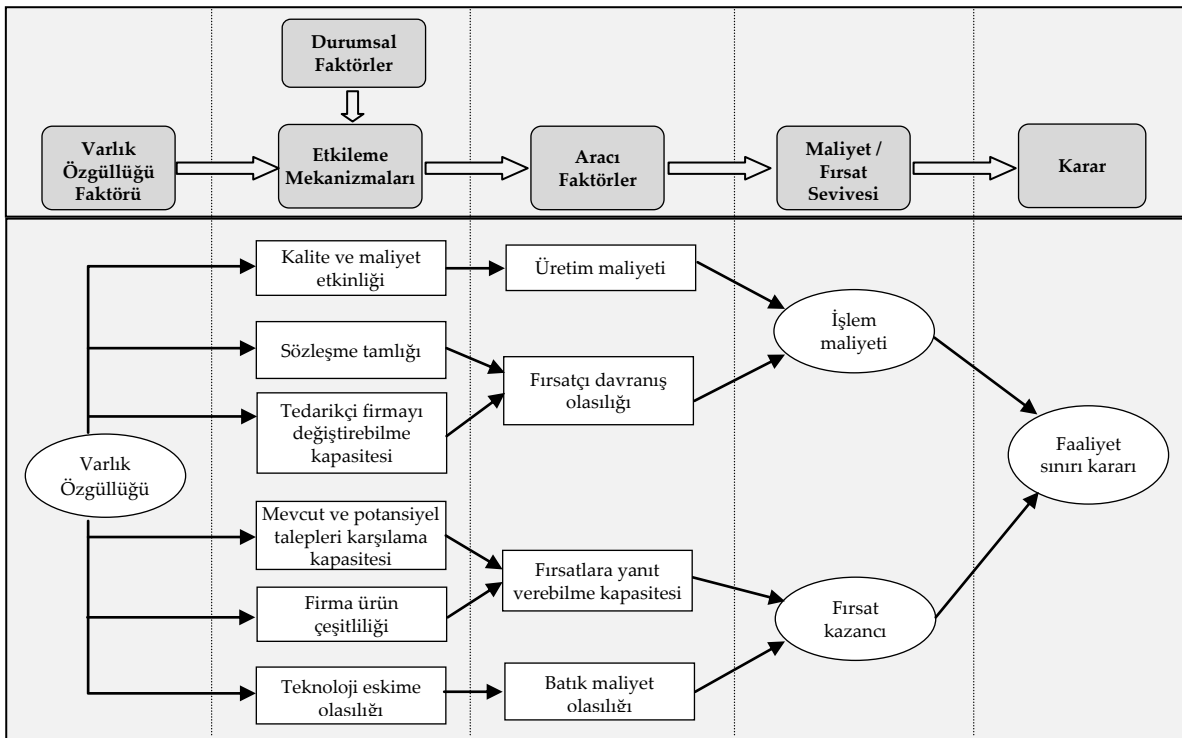 Durumsal
Faktörler
Varlık
Özgüllüğü
Faktörü
Etkileme
Mekanizmaları
Aracı
Faktörler
Maliyet /
Fırsat
Sevivesi
Karar
Kalite ve maliyet
etkinliği
Üretim maliyeti
İşlem
maliyeti
Sözleşme tamlığı
Fırsatçı davranış
olasılığı
Tedarikçi firmayı
değiştirebilme
kapasitesi
Varlık
Özgüllüğü
Faaliyet
sınırı kararı
Mevcut ve potansiyel
talepleri karşılama
kapasitesi
Fırsatlara yanıt
verebilme kapasitesi
Firma ürün
çeşitliliği
Fırsat
kazancı
Teknoloji eskime
olasılığı
Batık maliyet
olasılığı